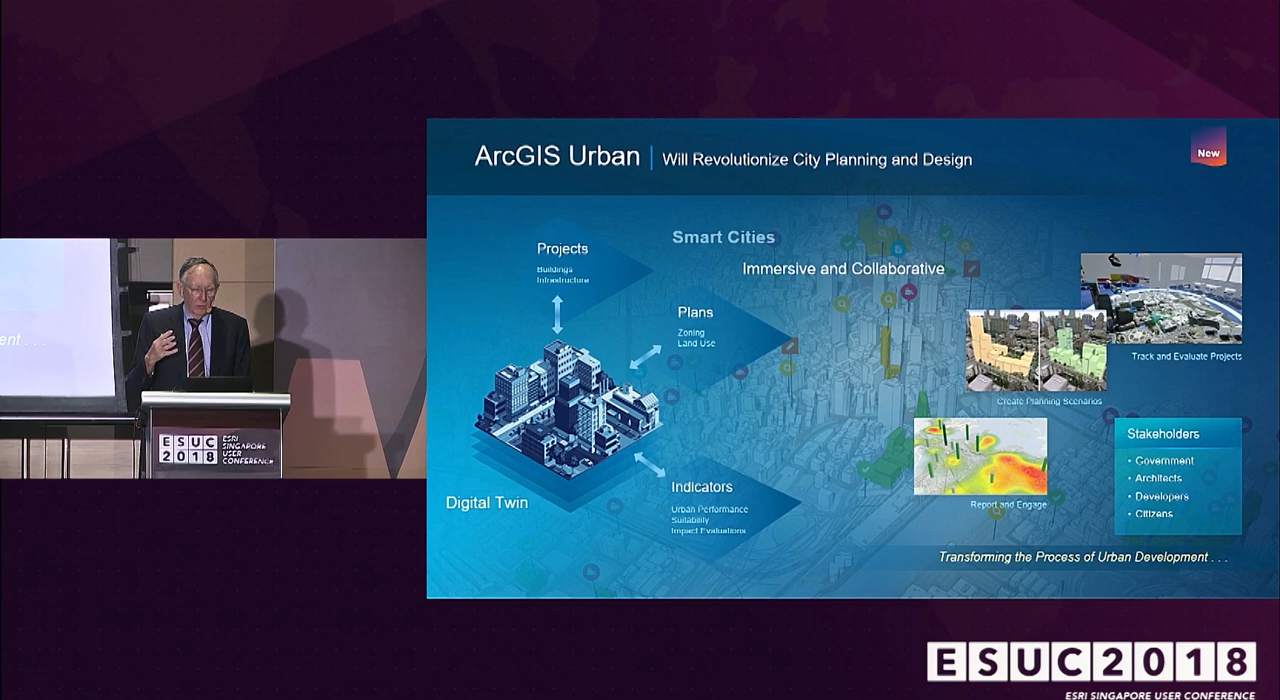 ent . . .
ESUC
2018
ESRI
SINGAPORE
USER
CONFERENCE
ArcGIS Urban | Will Revolutionize City Planning and Design
New
Projects
Buildings
Infrastructure
Smart Cities
Immersive and Collaborative
Plans
Zoning
Land Use
Track and Evaluate Projects
Create Planning Scenarios
Digital Twin
Indicators
Urban Performance
Suitability
Impact Evaluations
Report and Engage
Stakeholders
• Government
• Architects
• Developers
• Citizens
Transforming the Process of Urban Development . . .
ESUC2018
ESRI SINGAPORE USER CONFERENCE